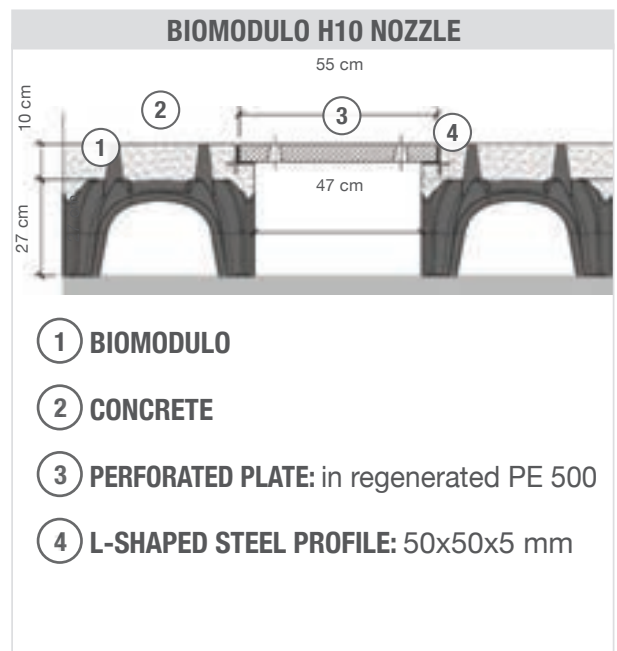 BIOMODULO H10 NOZZLE
55 cm
10 cm
2
3
4
1
47 cm
27 cm
1 BIOMODULO
2 CONCRETE
3 PERFORATED PLATE: in regenerated PE 500
4 L-SHAPED STEEL PROFILE: 50x50x5 mm